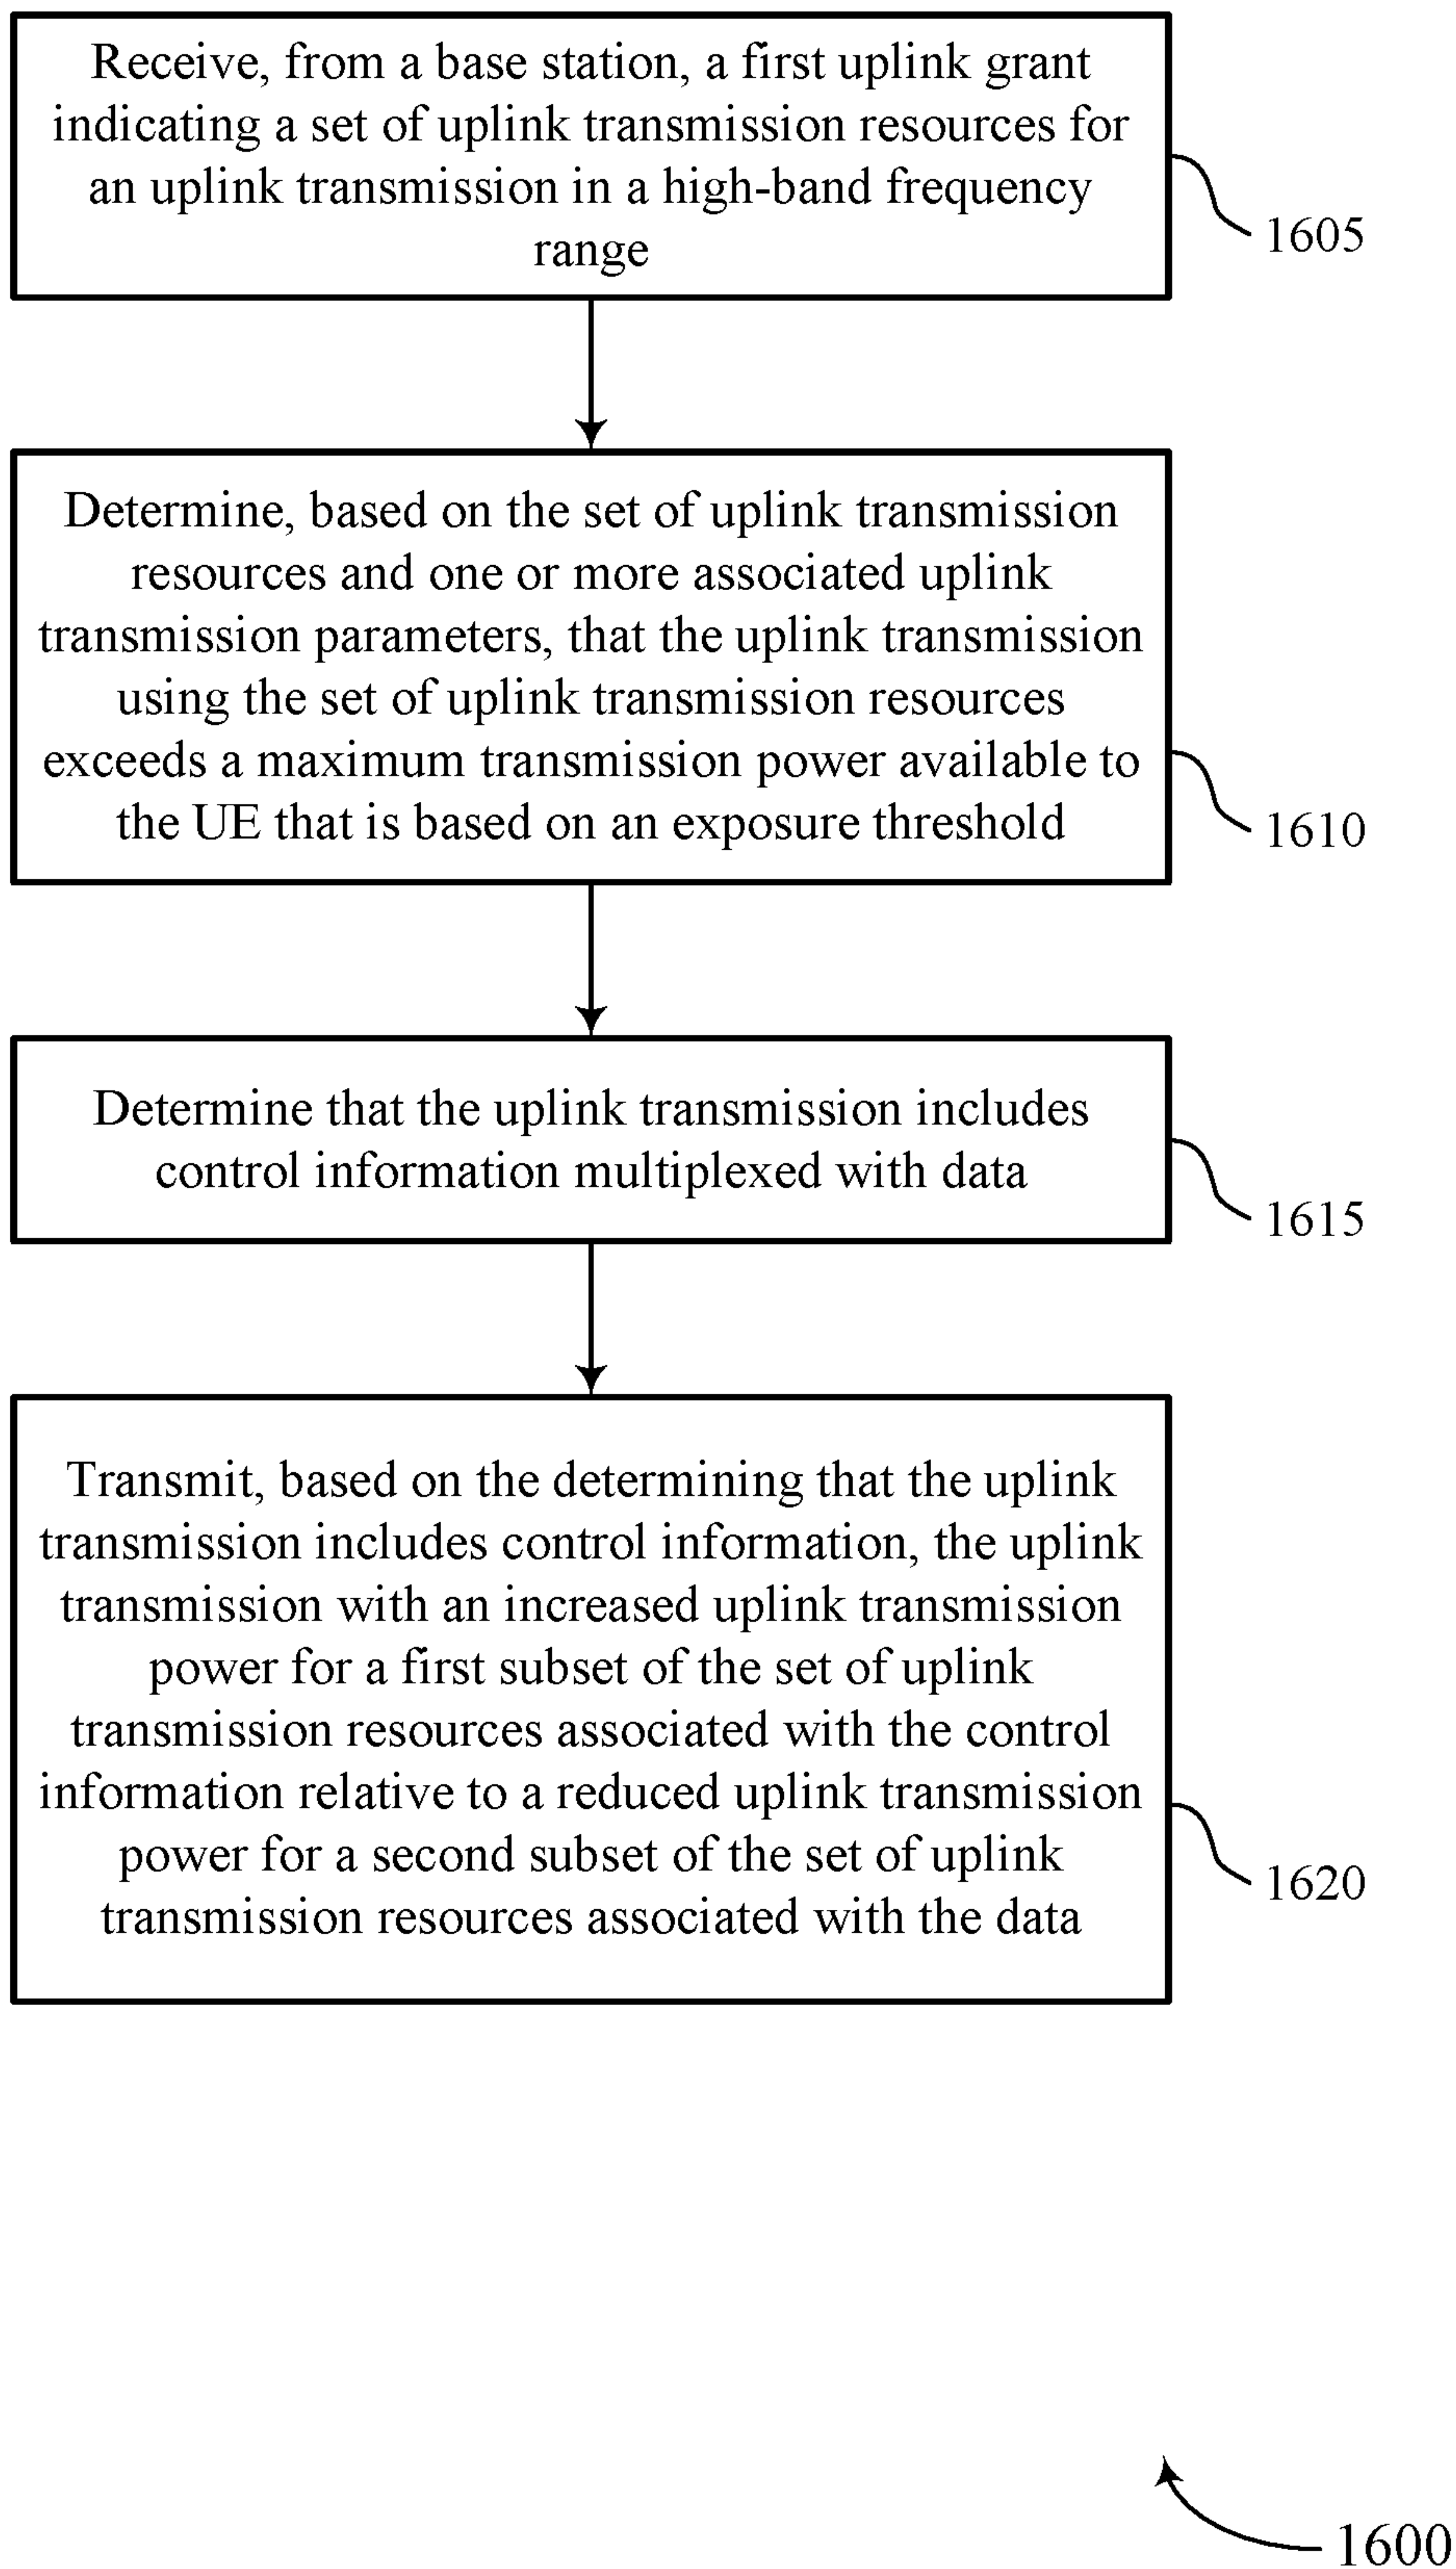 Receive, from a base station, a first uplink grant
indicating a set of uplink transmission resources for
an uplink transmission in a high-band frequency
range
1605
Determine, based on the set of uplink transmission
resources and one or more associated uplink
transmission parameters, that the uplink transmission
using the set of uplink transmission resources
exceeds a maximum transmission power available to
the UE that is based on an exposure threshold
1610
Determine that the uplink transmission includes
control information multiplexed with data
1615
Transmit, based on the determining that the uplink
transmission includes control information, the uplink
transmission with an increased uplink transmission
power for a first subset of the set of uplink
transmission resources associated with the control
information relative to a reduced uplink transmission
power for a second subset of the set of uplink
transmission resources associated with the data
1620
1600